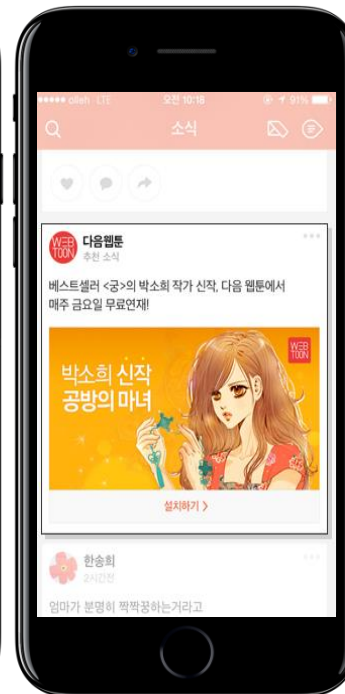 olleh LTE 오전 10:18 91%
소식
WEB
TOON
다음웹툰
추천 소식
베스트셀러 <궁>의 박소희 작가 신작, 다음 웹툰에서
매주 금요일 무료연재!
WEB
TOON
박소희 신작
공방의 마녀
설치하기 >
한송희
2시간전
엄마가 분명히 짝짝꿍하는거라고